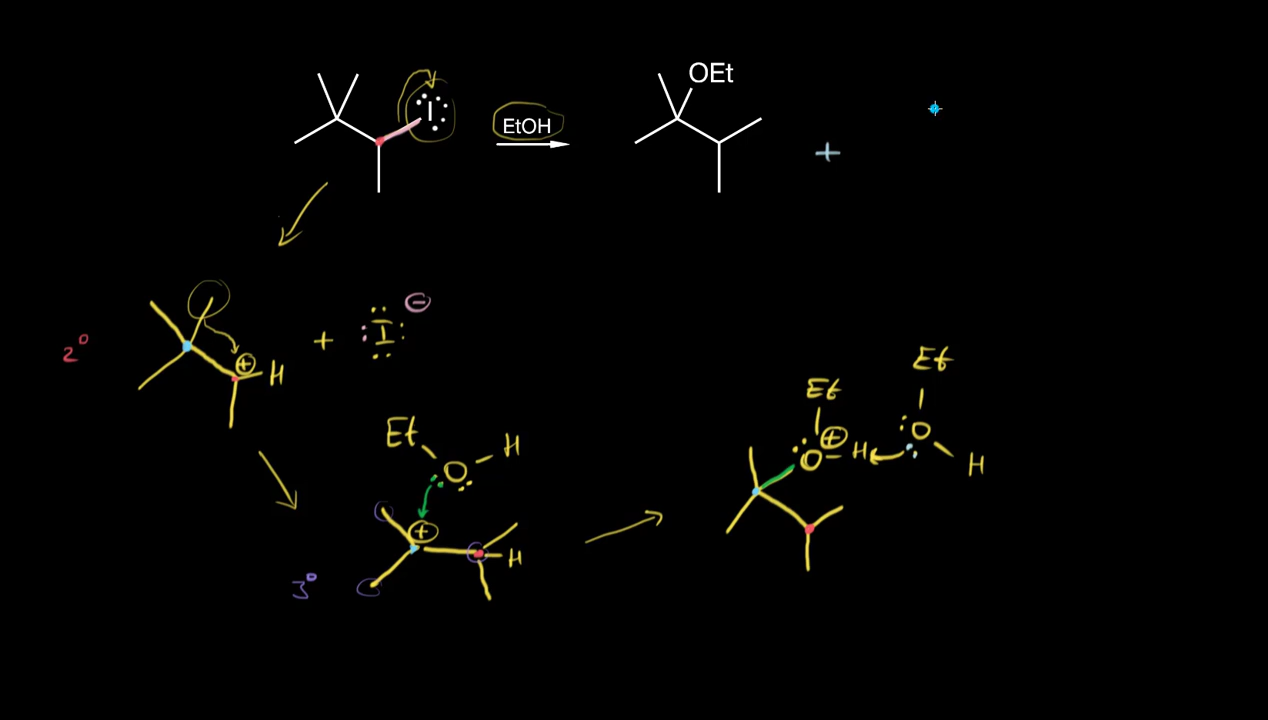 OEt
I
EtOH
+
2°
⊕
H
+
I
⊖
Et
O
H
⊕
H
3°
Et
O
⊕
H
Et
O
H